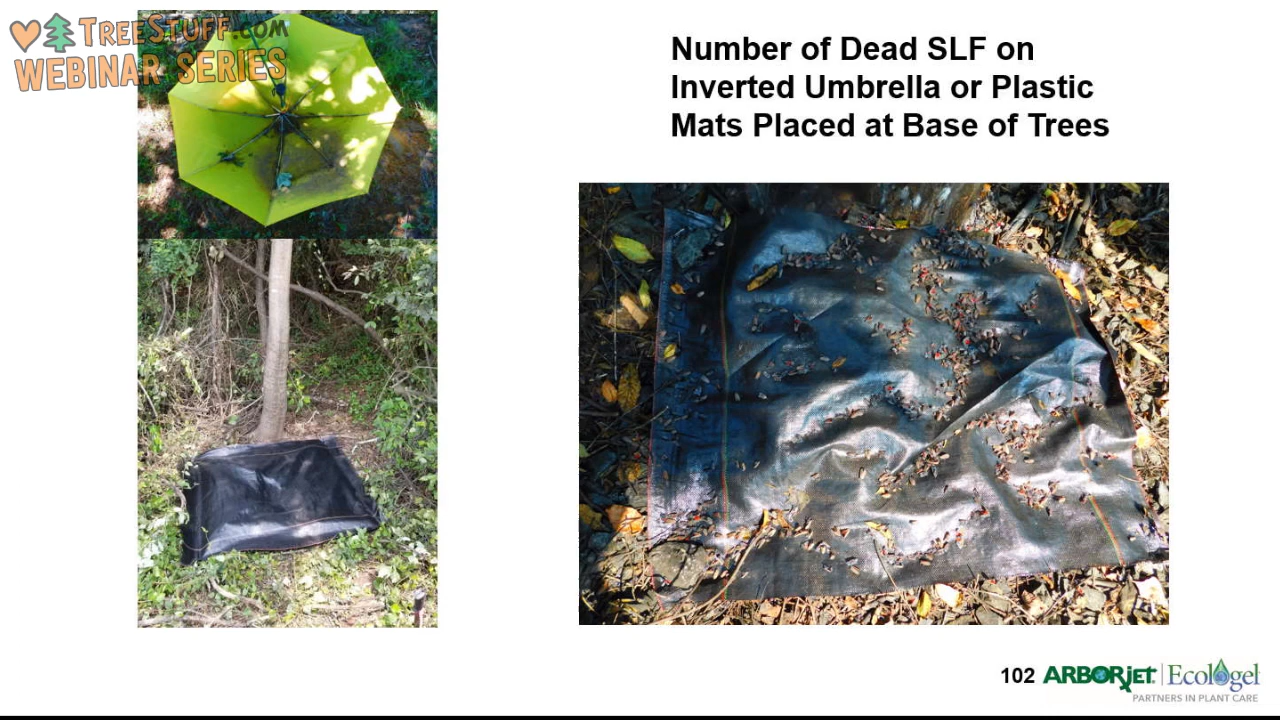 TREESTUFF.COM
WEBINAR SERIES
Number of Dead SLF on
Inverted Umbrella or Plastic
Mats Placed at Base of Trees
102 ARBORJET Ecologel
PARTNERS IN PLANT CARE